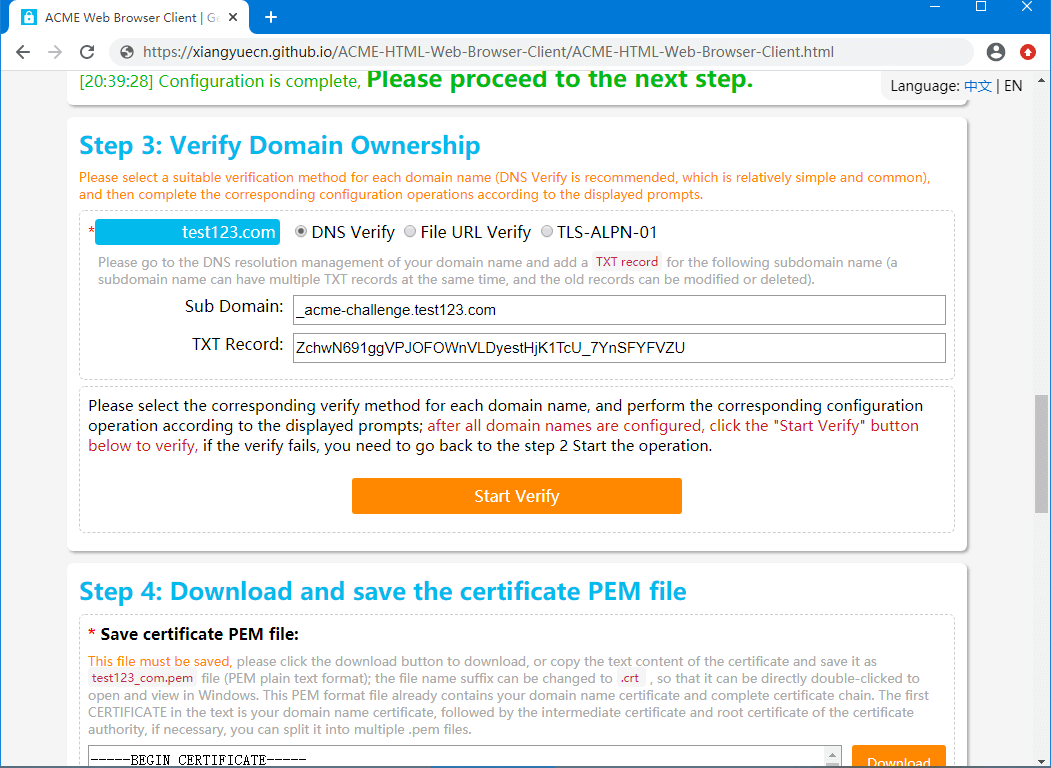 ACME Web Browser Client | Ge
https://xiangyuecn.github.io/ACME-HTML-Web-Browser-Client/ACME-HTML-Web-Browser-Client.html
[20:39:28] Configuration is complete, Please proceed to the next step.
Language: 中文 | EN
Step 3: Verify Domain Ownership
Please select a suitable verification method for each domain name (DNS Verify is recommended, which is relatively simple and common),
and then complete the corresponding configuration operations according to the displayed prompts.
* test123.com DNS Verify File URL Verify TLS-ALPN-01
Please go to the DNS resolution management of your domain name and add a TXT record for the following subdomain name (a
subdomain name can have multiple TXT records at the same time, and the old records can be modified or deleted).
Sub Domain: _acme-challenge.test123.com
TXT Record: ZchwN691ggVPJOFOWnVLDyestHjK1TcU_7YnSFYFVZU
Please select the corresponding verify method for each domain name, and perform the corresponding configuration
operation according to the displayed prompts; after all domain names are configured, click the "Start Verify" button
below to verify, if the verify fails, you need to go back to the step 2 Start the operation.
Start Verify
Step 4: Download and save the certificate PEM file
* Save certificate PEM file:
This file must be saved, please click the download button to download, or copy the text content of the certificate and save it as
test123_com.pem file (PEM plain text format); the file name suffix can be changed to .crt , so that it can be directly double-clicked to
open and view in Windows. This PEM format file already contains your domain name certificate and complete certificate chain. The first
CERTIFICATE in the text is your domain name certificate, followed by the intermediate certificate and root certificate of the certificate
authority, if necessary, you can split it into multiple .pem files.
-----BEGIN CERTIFICATE-----
Download